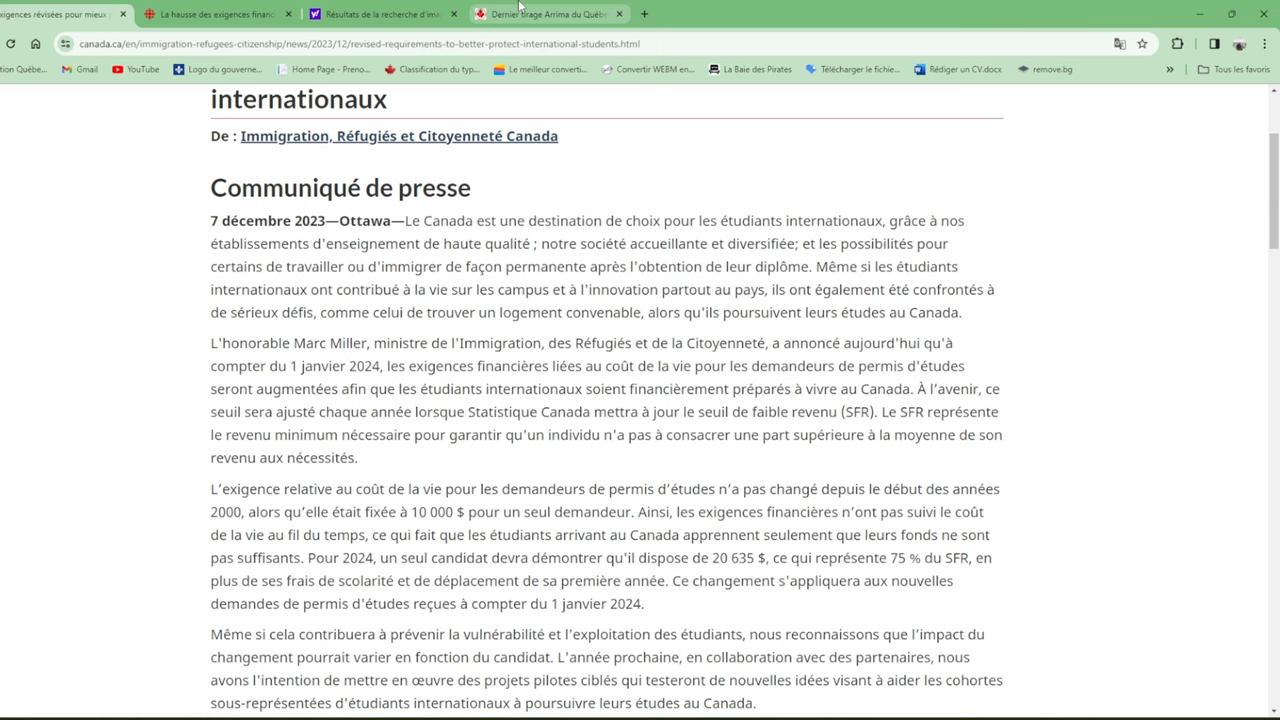 xigences révisées pour mieux
La hausse des exigences financ
Résultats de la recherche d'ima
Dernier tirage Arrima du Québe
canada.ca/en/immigration-refugees-citizenship/news/2023/12/revised-requirements-to-better-protect-international-students.html
tion Québe...
Gmail
YouTube
Logo du gouverne...
Home Page - Preno...
Classification du typ...
Le meilleur converti...
Convertir WEBM en...
La Baie des Pirates
Télécharger le fichie...
Rédiger un CV.docx
remove.bg
»
Tous les favoris
internationaux
De : Immigration, Réfugiés et Citoyenneté Canada
Communiqué de presse
7 décembre 2023—Ottawa—Le Canada est une destination de choix pour les étudiants internationaux, grâce à nos
établissements d'enseignement de haute qualité ; notre société accueillante et diversifiée; et les possibilités pour
certains de travailler ou d'immigrer de façon permanente après l'obtention de leur diplôme. Même si les étudiants
internationaux ont contribué à la vie sur les campus et à l'innovation partout au pays, ils ont également été confrontés à
de sérieux défis, comme celui de trouver un logement convenable, alors qu'ils poursuivent leurs études au Canada.
L'honorable Marc Miller, ministre de l'Immigration, des Réfugiés et de la Citoyenneté, a annoncé aujourd'hui qu'à
compter du 1 janvier 2024, les exigences financières liées au coût de la vie pour les demandeurs de permis d'études
seront augmentées afin que les étudiants internationaux soient financièrement préparés à vivre au Canada. À l’avenir, ce
seuil sera ajusté chaque année lorsque Statistique Canada mettra à jour le seuil de faible revenu (SFR). Le SFR représente
le revenu minimum nécessaire pour garantir qu'un individu n'a pas à consacrer une part supérieure à la moyenne de son
revenu aux nécessités.
L’exigence relative au coût de la vie pour les demandeurs de permis d’études n’a pas changé depuis le début des années
2000, alors qu’elle était fixée à 10 000 $ pour un seul demandeur. Ainsi, les exigences financières n’ont pas suivi le coût
de la vie au fil du temps, ce qui fait que les étudiants arrivant au Canada apprennent seulement que leurs fonds ne sont
pas suffisants. Pour 2024, un seul candidat devra démontrer qu'il dispose de 20 635 $, ce qui représente 75 % du SFR, en
plus de ses frais de scolarité et de déplacement de sa première année. Ce changement s'appliquera aux nouvelles
demandes de permis d'études reçues à compter du 1 janvier 2024.
Même si cela contribuera à prévenir la vulnérabilité et l’exploitation des étudiants, nous reconnaissons que l’impact du
changement pourrait varier en fonction du candidat. L'année prochaine, en collaboration avec des partenaires, nous
avons l'intention de mettre en œuvre des projets pilotes ciblés qui testeront de nouvelles idées visant à aider les cohortes
sous-représentées d'étudiants internationaux à poursuivre leurs études au Canada.